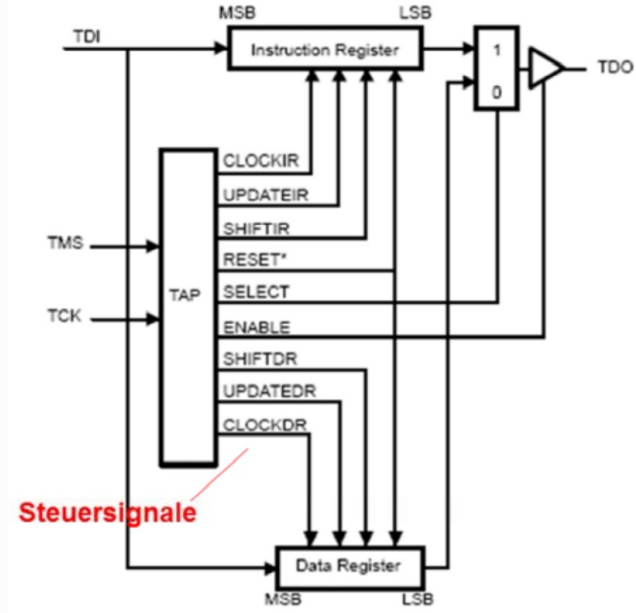 MSB LSB
TDI
Instruction Register
1
0
TDO
CLOCKIR
UPDATEIR
SHIFTIR
RESET*
TMS
TAP
SELECT
TCK
ENABLE
SHIFTDR
UPDATEDR
CLOCKDR
Steuersignale
Data Register
MSB LSB